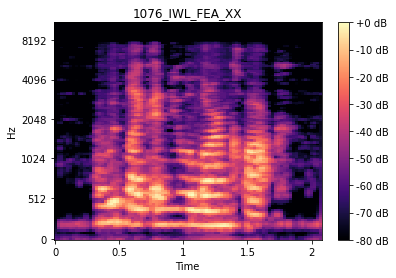 1076_IWL_FEA_XX
8192
4096
2048
1024
512
0
Hz
0
0.5
1
1.5
2
Time
+0 dB
-10 dB
-20 dB
-30 dB
-40 dB
-50 dB
-60 dB
-70 dB
-80 dB